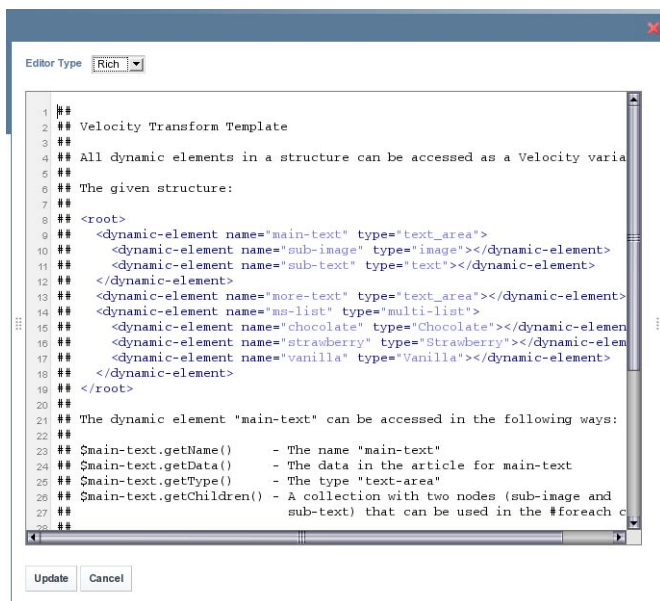 Editor Type Rich
1 ##
2 ## Velocity Transform Template
3 ##
4 ## All dynamic elements in a structure can be accessed as a Velocity varia
5 ##
6 ## The given structure:
7 ##
8 ## <root>
9 ##   <dynamic-element name="main-text" type="text_area">
10 ##     <dynamic-element name="sub-image" type="image"></dynamic-element>
11 ##     <dynamic-element name="sub-text" type="text"></dynamic-element>
12 ##   </dynamic-element>
13 ##   <dynamic-element name="more-text" type="text_area"></dynamic-element>
14 ##   <dynamic-element name="ms-list" type="multi-list">
15 ##     <dynamic-element name="chocolate" type="Chocolate"></dynamic-elemen
16 ##     <dynamic-element name="strawberry" type="Strawberry"></dynamic-elem
17 ##     <dynamic-element name="vanilla" type="Vanilla"></dynamic-element>
18 ##   </dynamic-element>
19 ## </root>
20 ##
21 ## The dynamic element "main-text" can be accessed in the following ways:
22 ##
23 ## $main-text.getName()     - The name "main-text"
24 ## $main-text.getData()     - The data in the article for main-text
25 ## $main-text.getType()     - The type "text-area"
26 ## $main-text.getChildren() - A collection with two nodes (sub-image and
27 ##                            sub-text) that can be used in the #foreach c
28 ##
Update Cancel